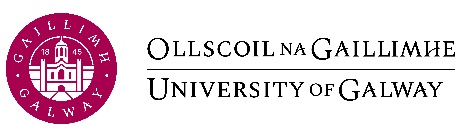 GAILLIMH
18 45
GALWAY
OLLSCOIL NA GAILLIMHE
UNIVERSITY OF GALWAY